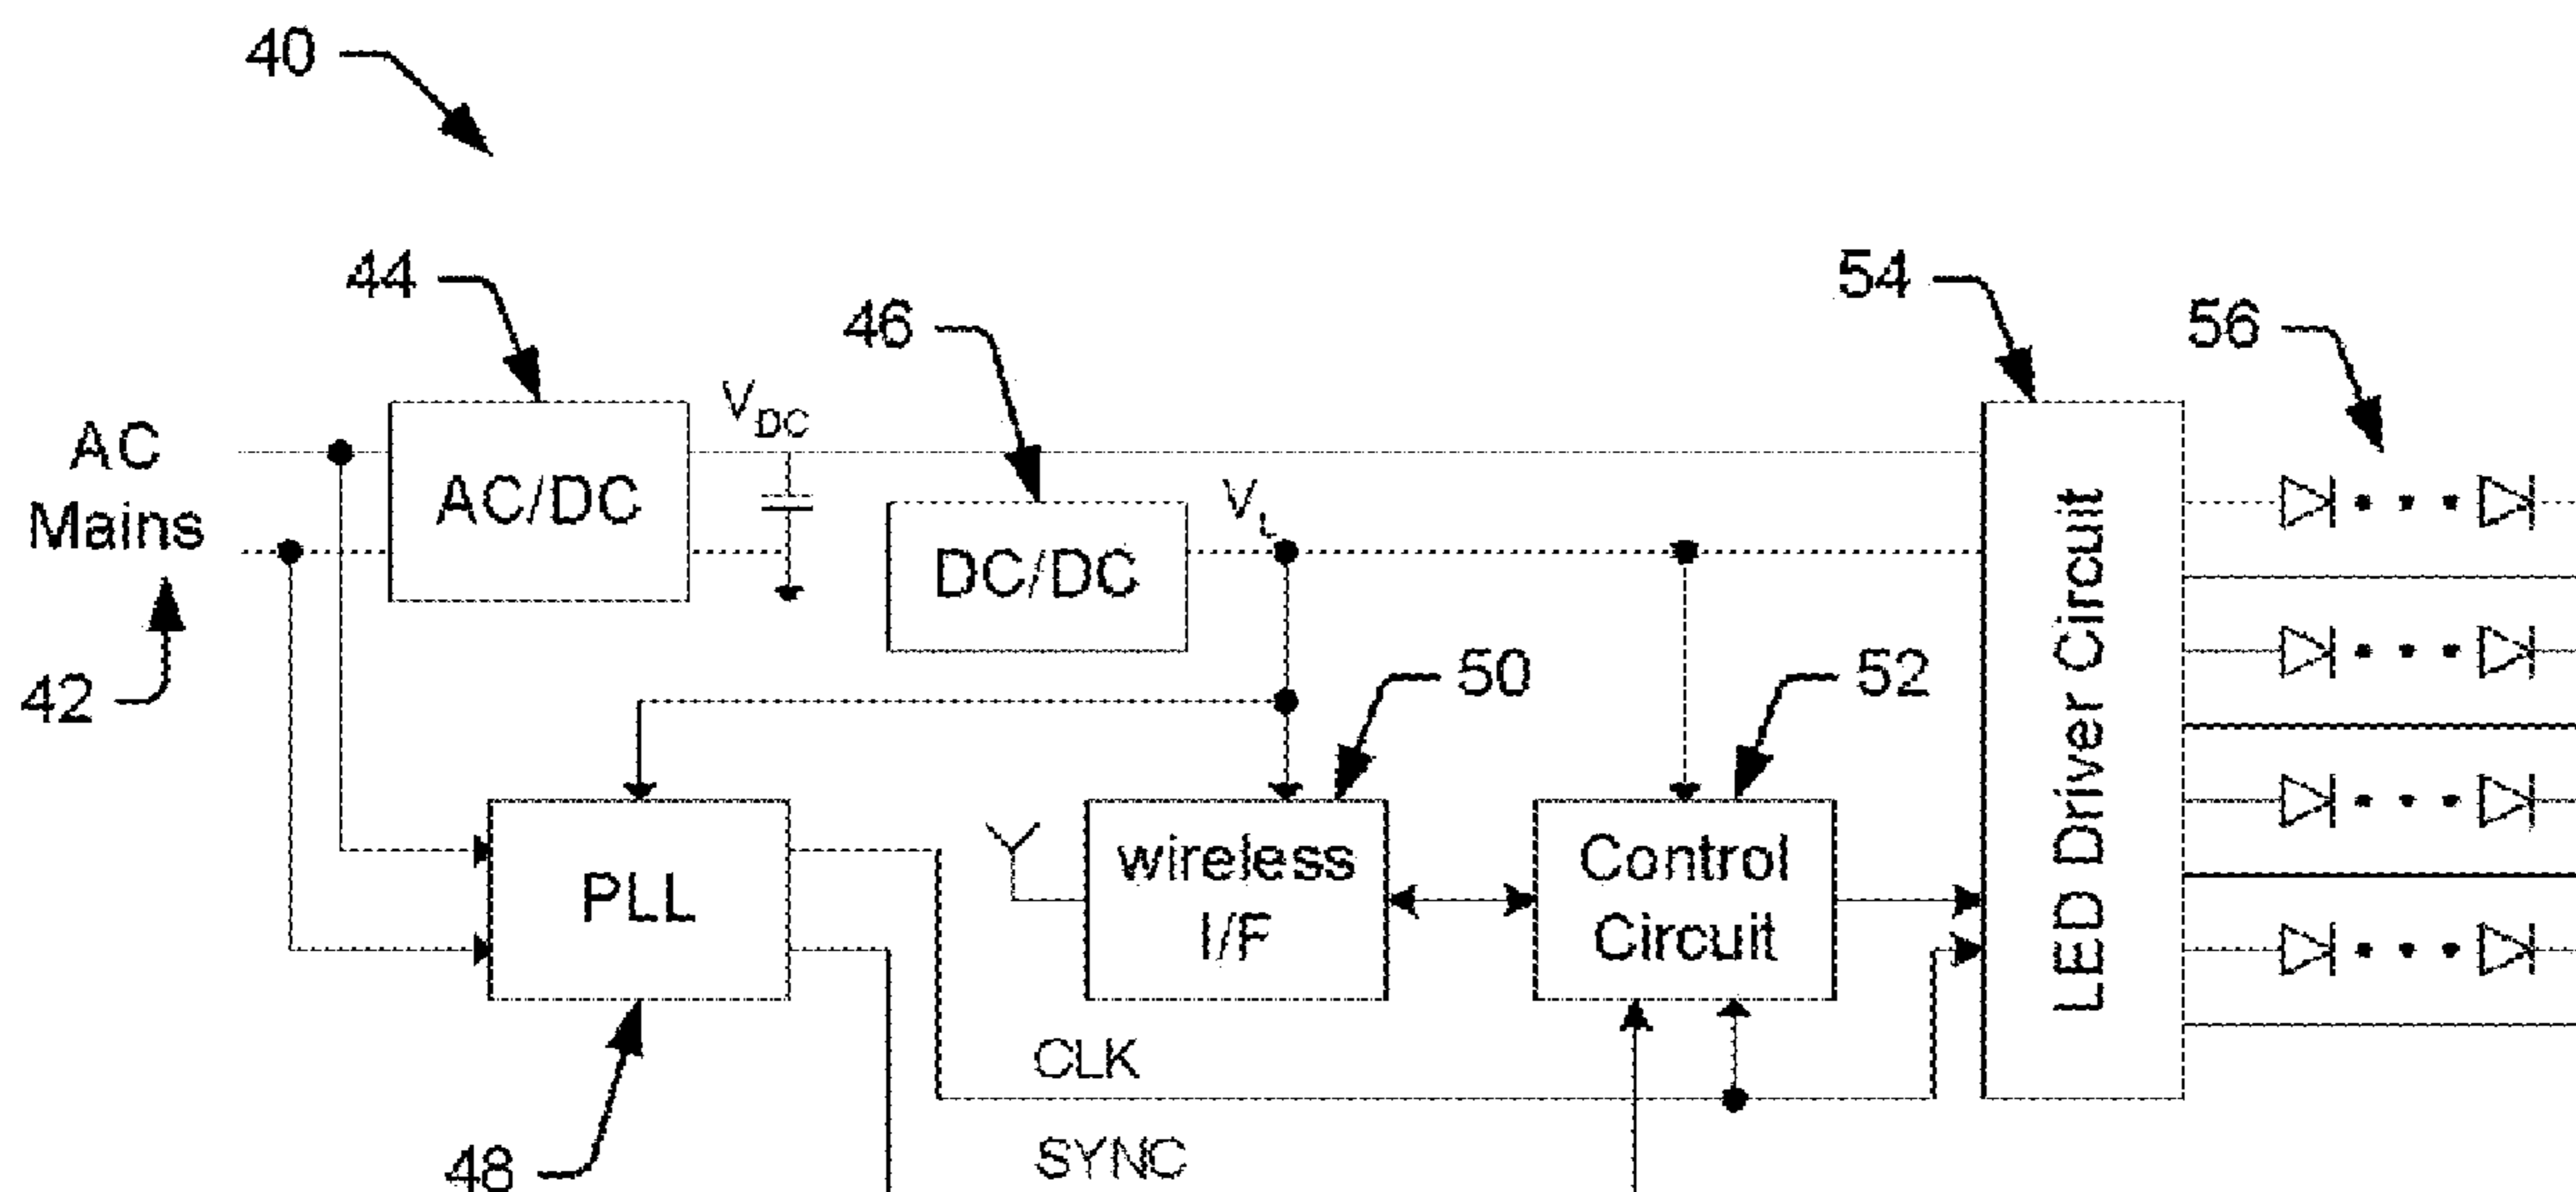 40
44
46
54
56
V_DC
AC
Mains
AC/DC
V_L
DC/DC
LED Driver Circuit
42
50
52
wireless
I/F
Control
Circuit
PLL
CLK
SYNC
48